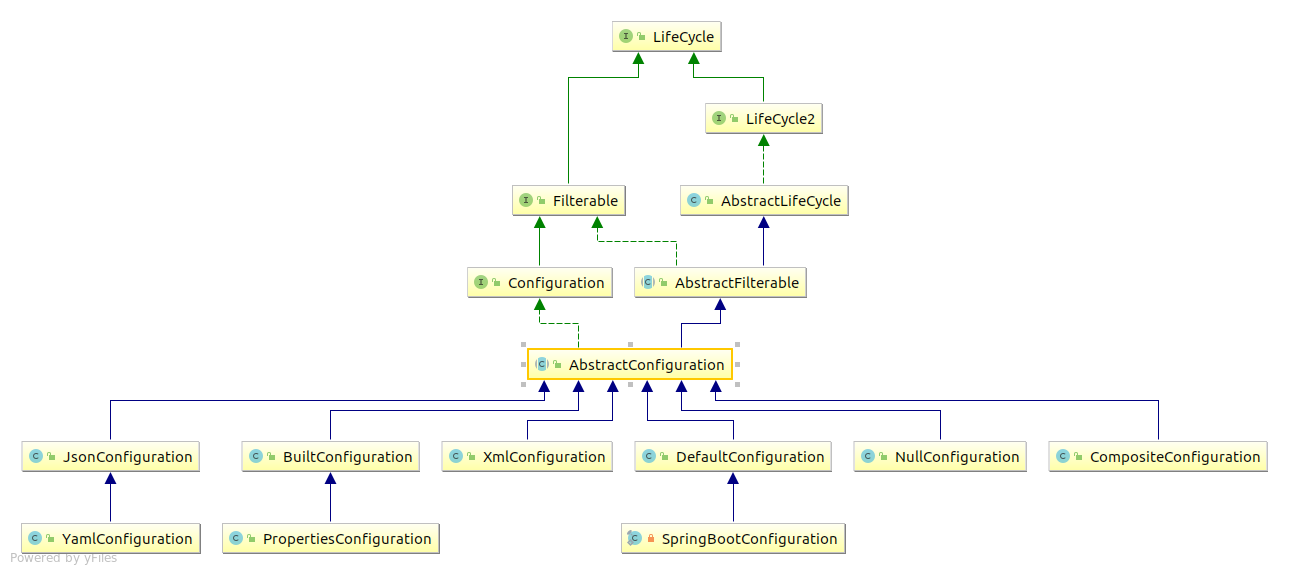 LifeCycle
LifeCycle2
Filterable
AbstractLifeCycle
Configuration
AbstractFilterable
AbstractConfiguration
JsonConfiguration
BuiltConfiguration
XmlConfiguration
DefaultConfiguration
NullConfiguration
CompositeConfiguration
YamlConfiguration
PropertiesConfiguration
SpringBootConfiguration
Powered by yFiles